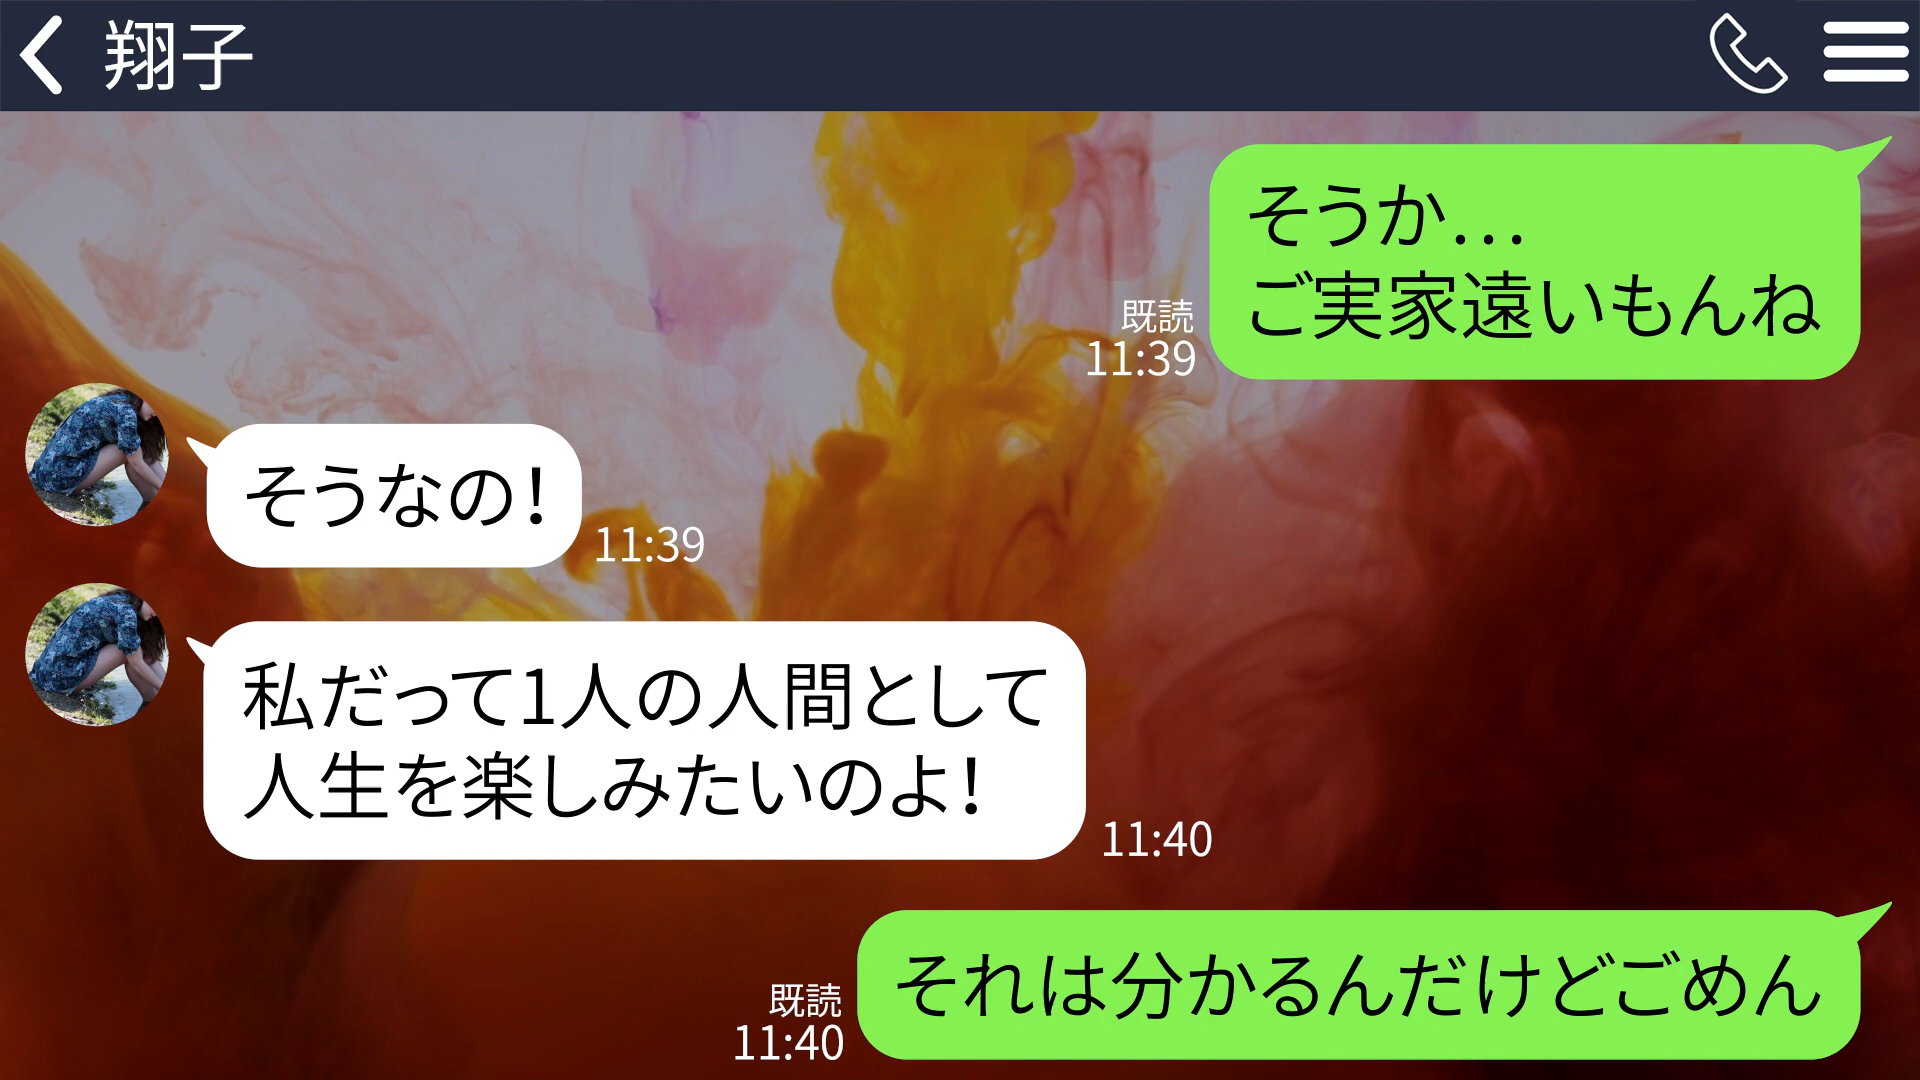 翔子
そうか…
ご実家遠いもんね
既読
11:39
そうなの！
11:39
私だって1人の人間として
人生を楽しみたいのよ！
11:40
それは分かるんだけどごめん
既読
11:40